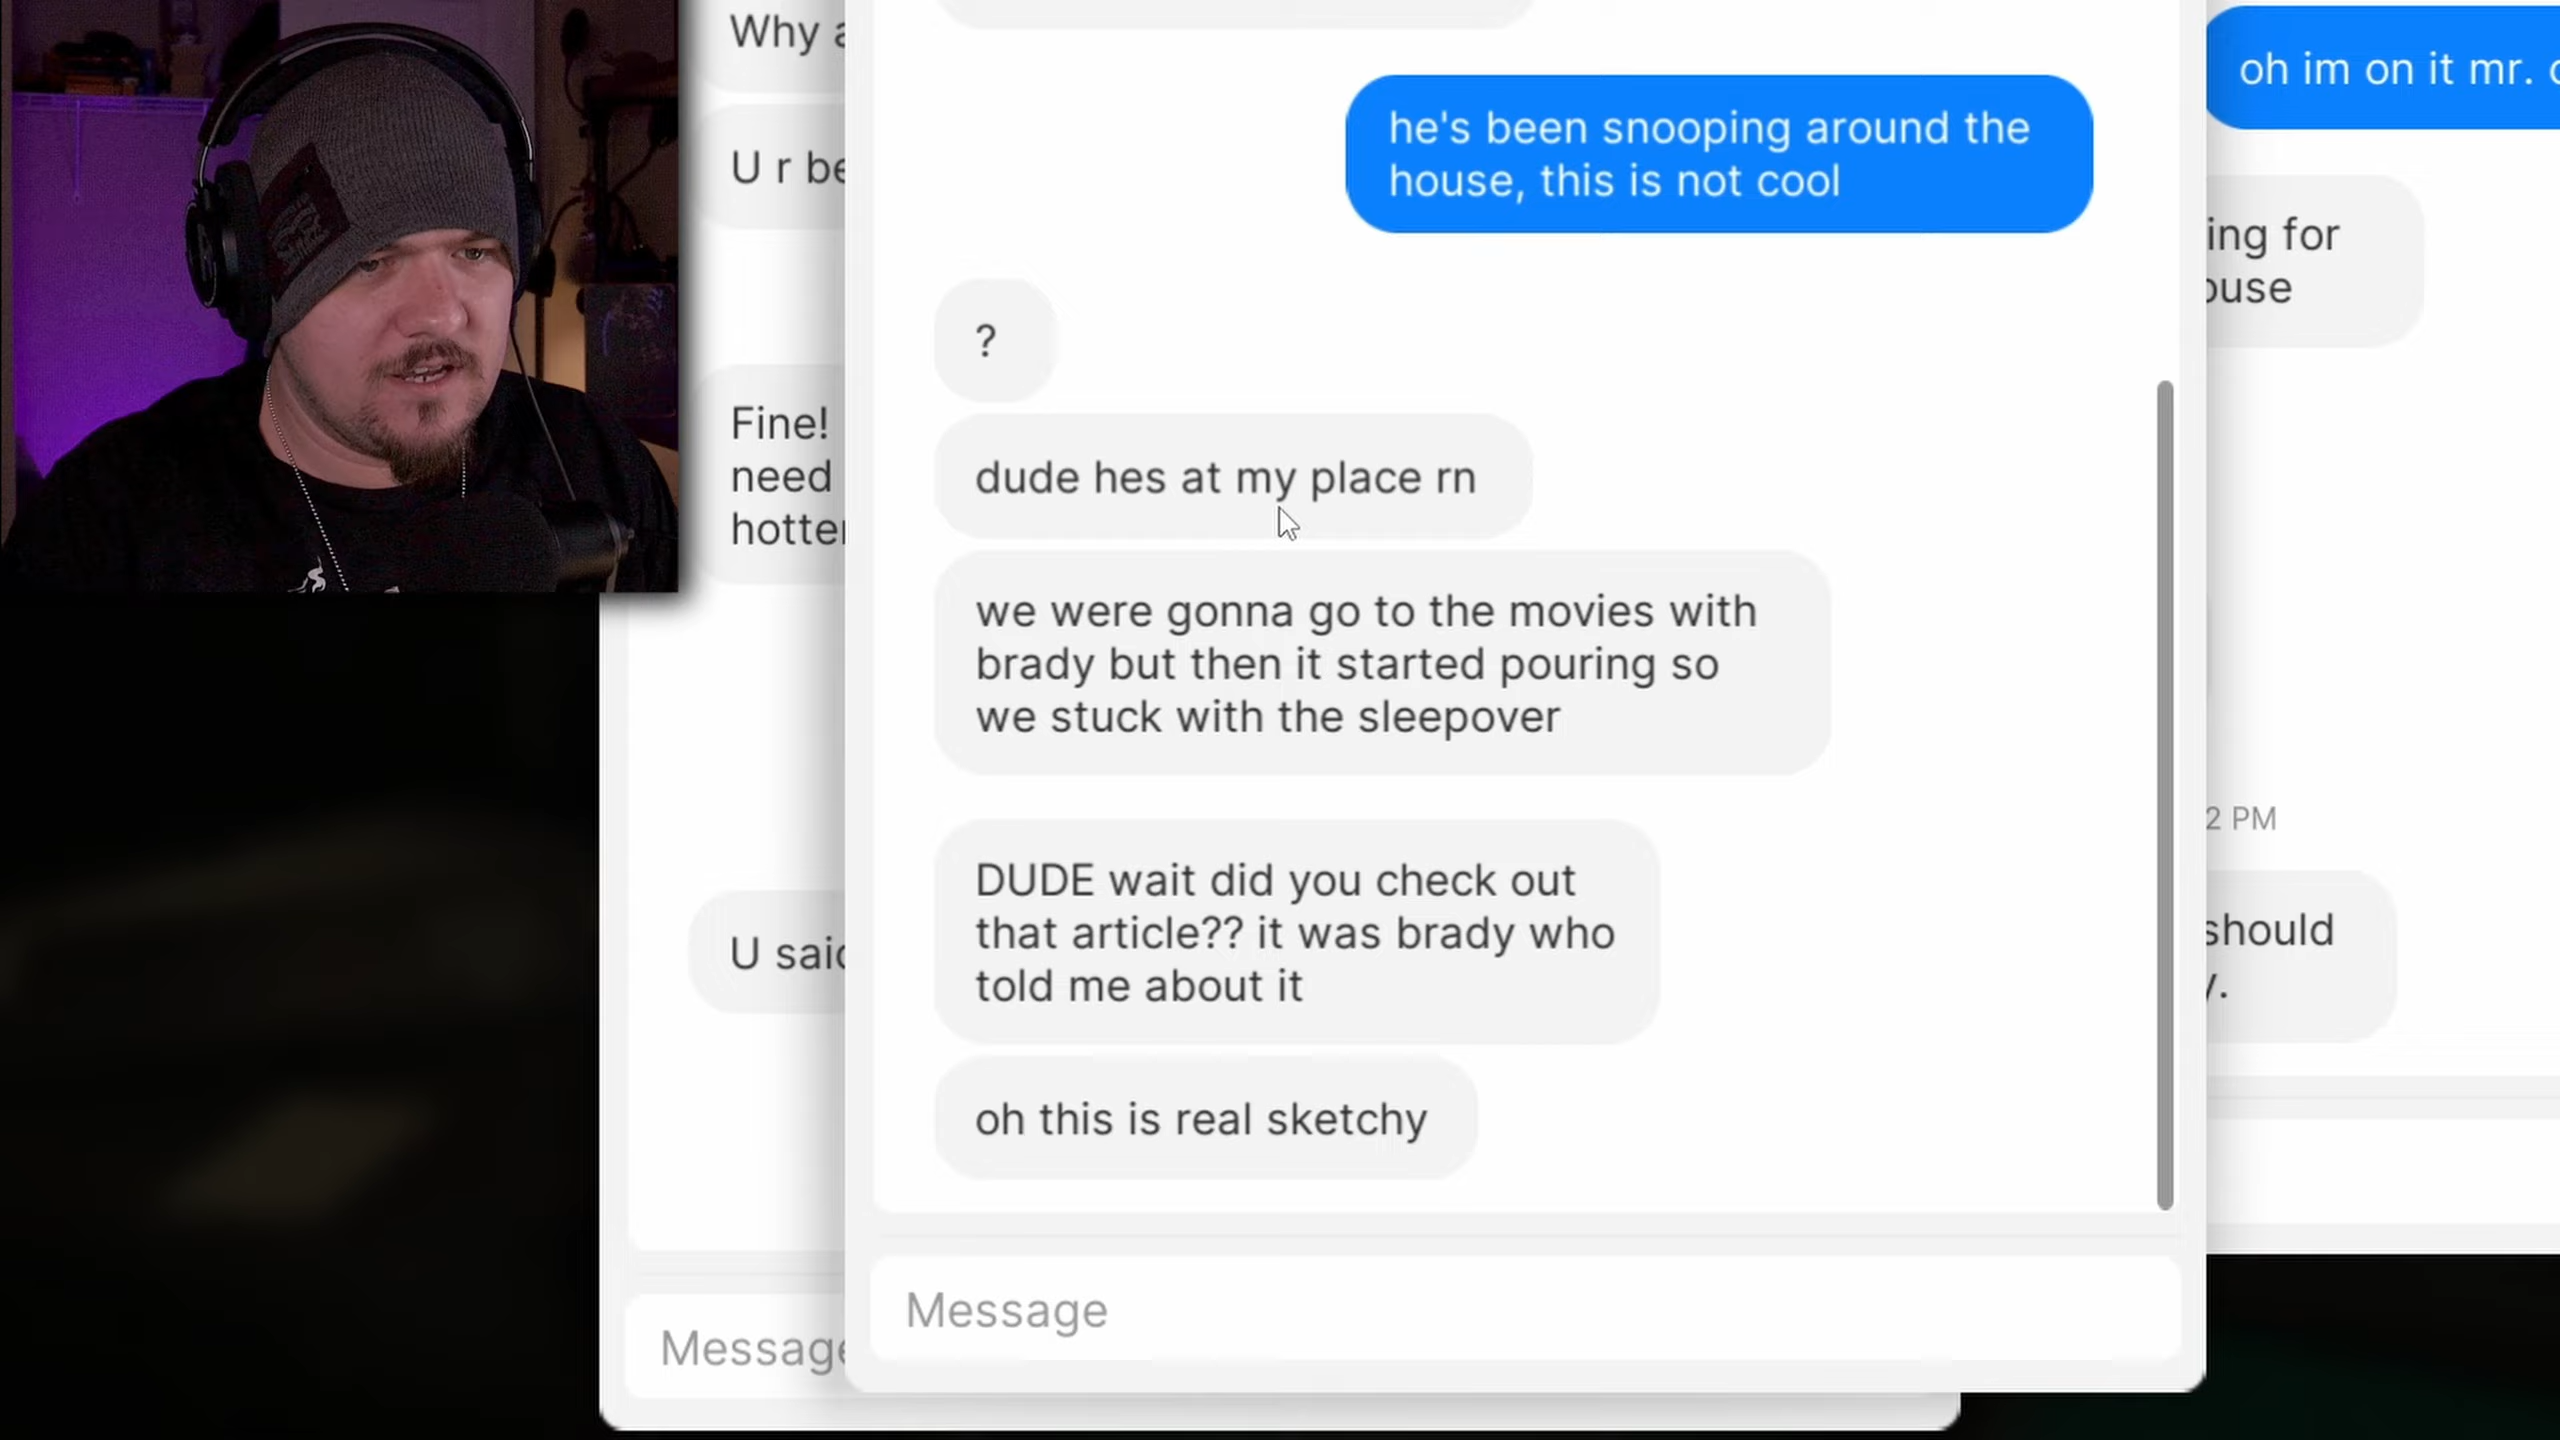 Why
U r
Fine!
need
U
Message
he's been snooping around the
house, this is not cool
?
dude hes at my place rn
we were gonna go to the movies with
brady but then it started pouring so
we stuck with the sleepover
DUDE wait did you check out
that article?? it was brady who
told me about it
oh this is real sketchy
Message
oh im on it mr.
for
PM
should